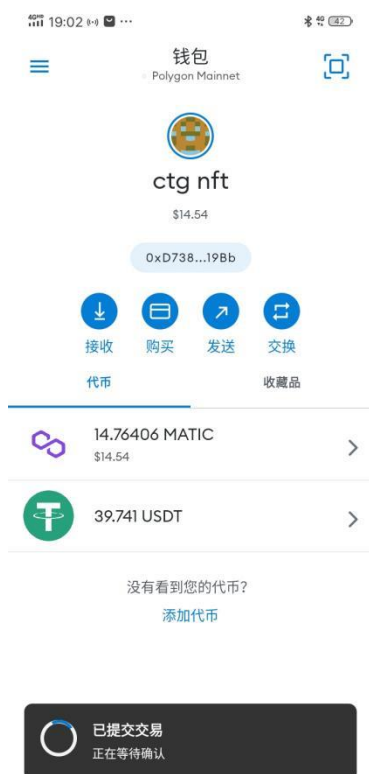 19:02
42
钱包
Polygon Mainnet
ctg nft
$14.54
0xD738...19Bb
接收 购买 发送 交换
代币 收藏品
14.76406 MATIC
$14.54
39.741 USDT
没有看到您的代币?
添加代币
已提交交易
正在等待确认